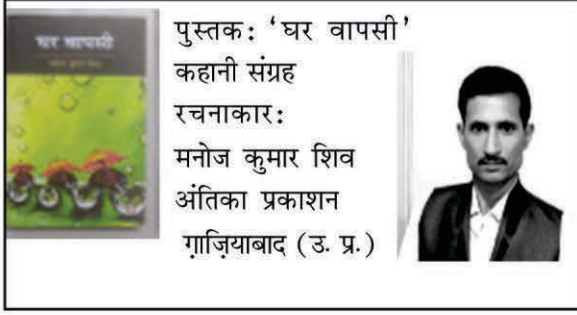 घर वापसी
पुस्तक: ‘घर वापसी’
कहानी संग्रह
रचनाकार:
मनोज कुमार शिव
अंतिका प्रकाशन
ग़ाज़ियाबाद (उ. प्र.)